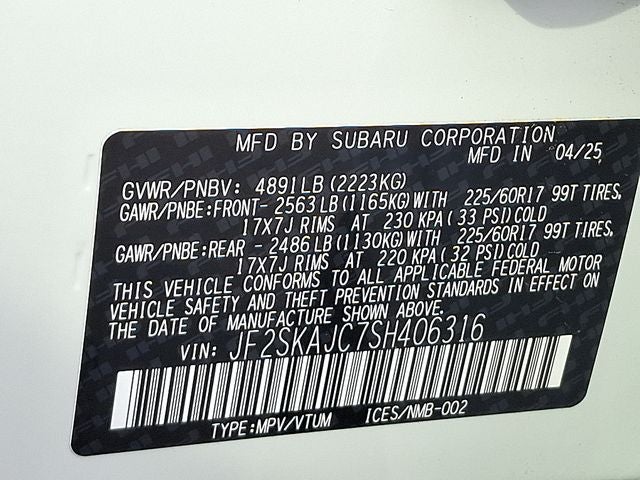 MFD BY SUBARU CORPORATION
MFD IN 04/25
GVWR/PNBV: 4891LB (2223KG)
GAWR/PNBE:FRONT- 2563LB (1165KG)WITH 225/60R17 99T TIRES,
17X7J RIMS AT 230 KPA (33 PSI)COLD
GAWR/PNBE:REAR - 2486LB (1130KG)WITH 225/60R17 99T TIRES,
17X7J RIMS AT 220 KPA (32 PSI)COLD
THIS VEHICLE CONFORMS TO ALL APPLICABLE FEDERAL MOTOR
VEHICLE SAFETY AND THEFT PREVENTION STANDARDS IN EFFECT ON
THE DATE OF MANUFACTURE SHOWN ABOVE.
VIN: JF2SKAJC7SH406316
TYPE:MPV/VTUM ICES/NMB-002